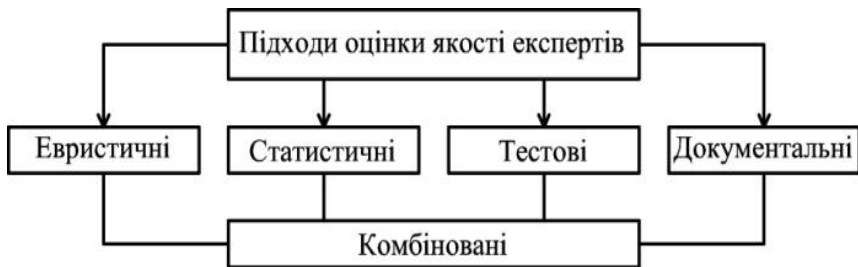 Підходи оцінки якості експертів
Евристичні
Статистичні
Тестові
Документальні
Комбіновані